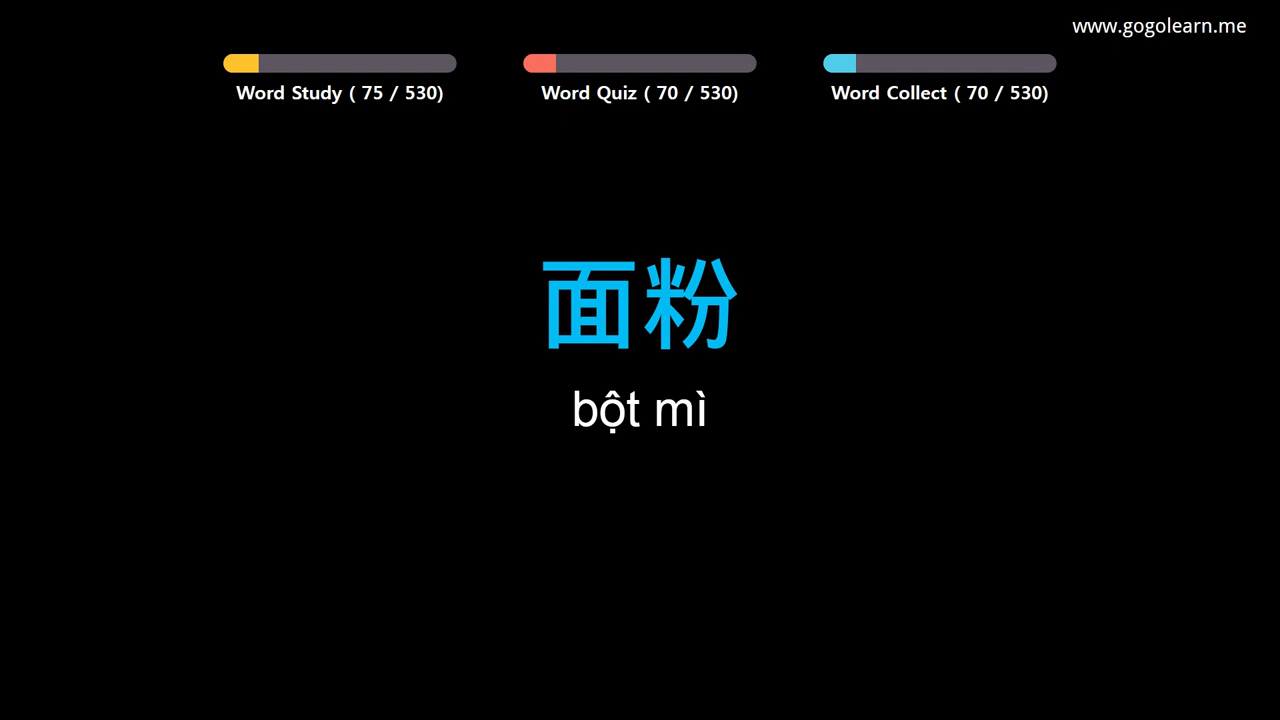 www.gogolearn.me
Word Study ( 75 / 530)
Word Quiz ( 70 / 530)
Word Collect ( 70 / 530)
面粉
bột mì